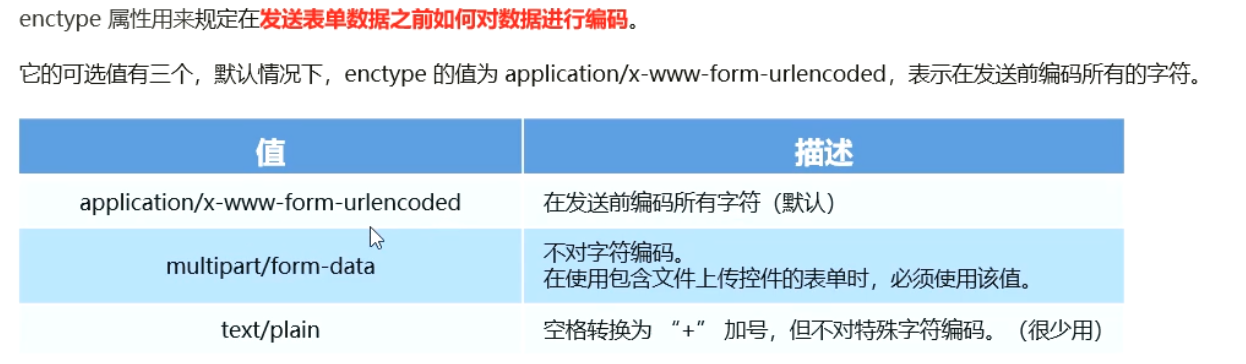 enctype 属性用来规定在发送表单数据之前如何对数据进行编码。
它的可选值有三个，默认情况下，enctype 的值为 application/x-www-form-urlencoded，表示在发送前编码所有的字符。
值 描述
application/x-www-form-urlencoded 在发送前编码所有字符（默认）
multipart/form-data 不对字符编码。
在使用包含文件上传控件的表单时，必须使用该值。
text/plain 空格转换为 “+” 加号，但不对特殊字符编码。（很少用）